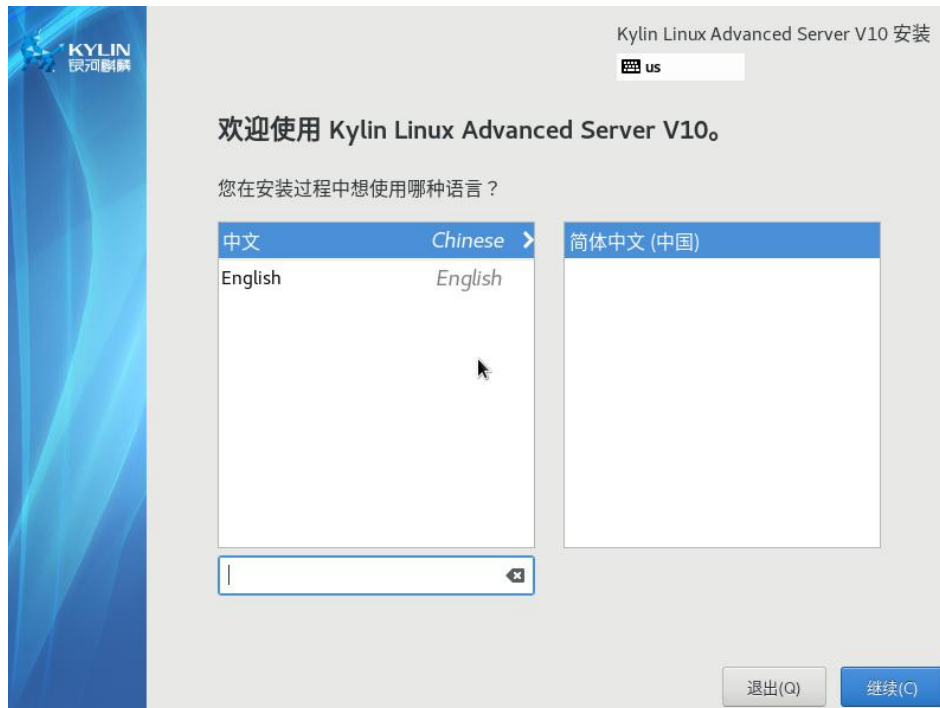 KYLIN
银河麒麟
Kylin Linux Advanced Server V10 安装
us
欢迎使用 Kylin Linux Advanced Server V10。
您在安装过程中想使用哪种语言？
中文 Chinese
English English
简体中文 (中国)
退出(Q)
继续(C)